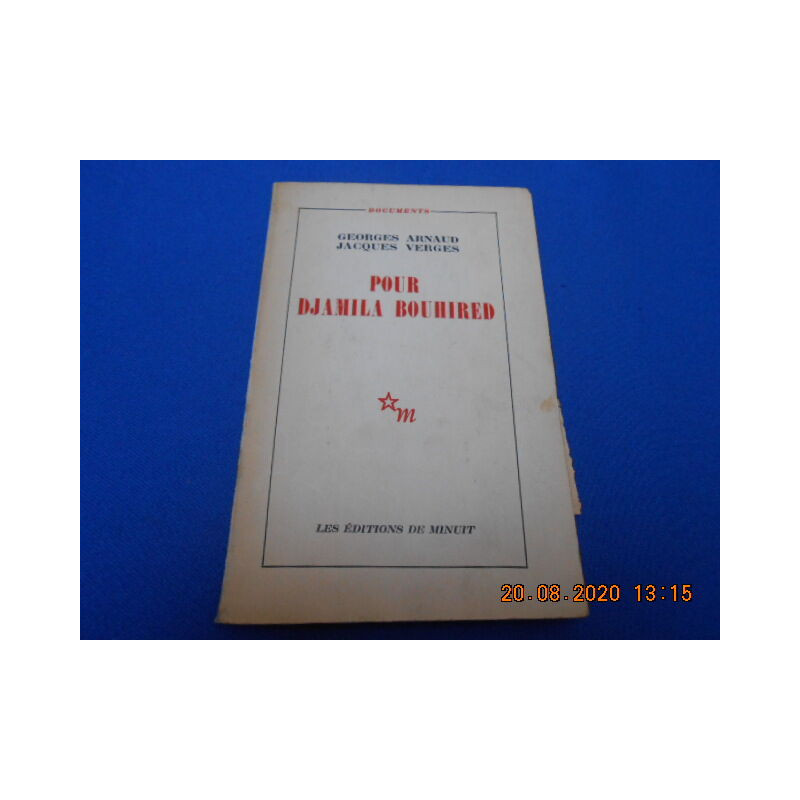 DOCUMENTS
GEORGES ARNAUD
JACQUES VERGES
POUR
DJAMILA BOUHIRED
m
LES ÉDITIONS DE MINUIT
20.08.2020 13:15